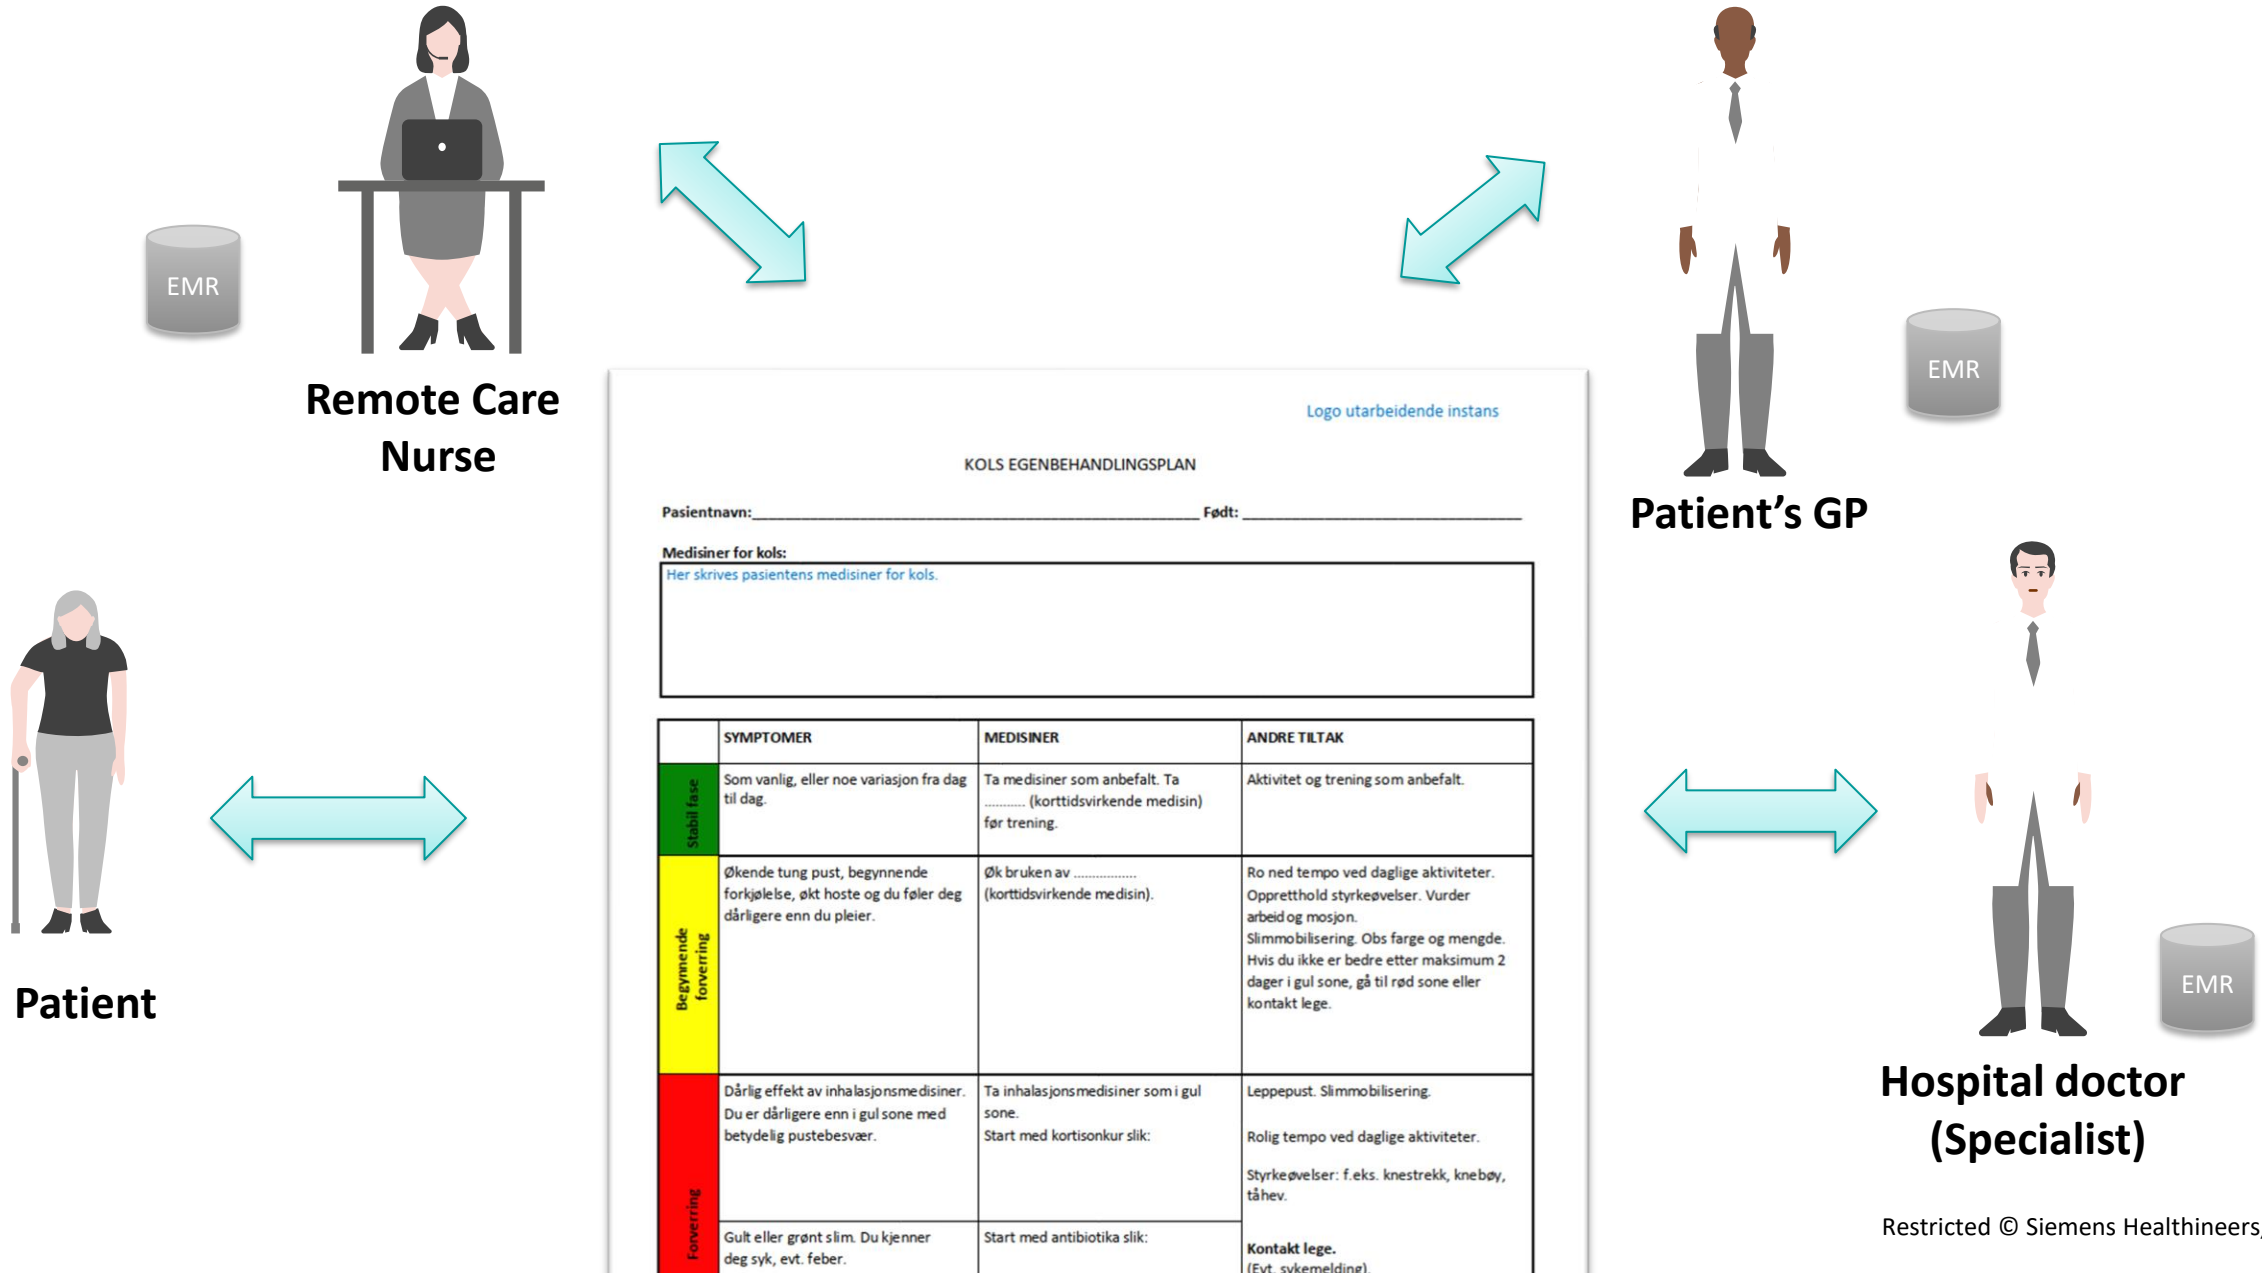 EMR
Remote Care
Nurse
EMR
Patient's GP
Patient
EMR
Hospital doctor
(Specialist)
Logo utarbeidende instans
KOLS EGENBEHANDLINGSPLAN
Pasientnavn: Født:
Medisiner for kols:
Her skrives pasientens medisiner for kols.
SYMPTOMER
MEDISINER
ANDRE TILTAK
Stabil fase
Som vanlig, eller noe variasjon fra dag
til dag.
Ta medisiner som anbefalt. Ta
........... (korttidsvirkende medisin)
før trening.
Aktivitet og trening som anbefalt.
Begynnende
forverring
Økende tung pust, begynnende
forkjølelse, økt hoste og du føler deg
dårligere enn du pleier.
Øk bruken av .................
(korttidsvirkende medisin).
Ro ned tempo ved daglige aktiviteter.
Oppretthold styrkeøvelser. Vurder
arbeid og mosjon.
Slimmobilisering. Obs farge og mengde.
Hvis du ikke er bedre etter maksimum 2
dager i gul sone, gå til rød sone eller
kontakt lege.
Forverring
Dårlig effekt av inhalasjonsmedisiner.
Du er dårligere enn i gul sone med
betydelig pustebesvær.
Ta inhalasjonsmedisiner som i gul
sone.
Start med kortisonkur slik:
Leppepust. Slimmobilisering.
Rolig tempo ved daglige aktiviteter.
Styrkeøvelser: f.eks. knestrekk, knebøy,
tåhev.
Gult eller grønt slim. Du kjenner
deg syk, evt. feber.
Start med antibiotika slik:
Kontakt lege.
(Evt. sykemelding).
Restricted © Siemens Healthineers,